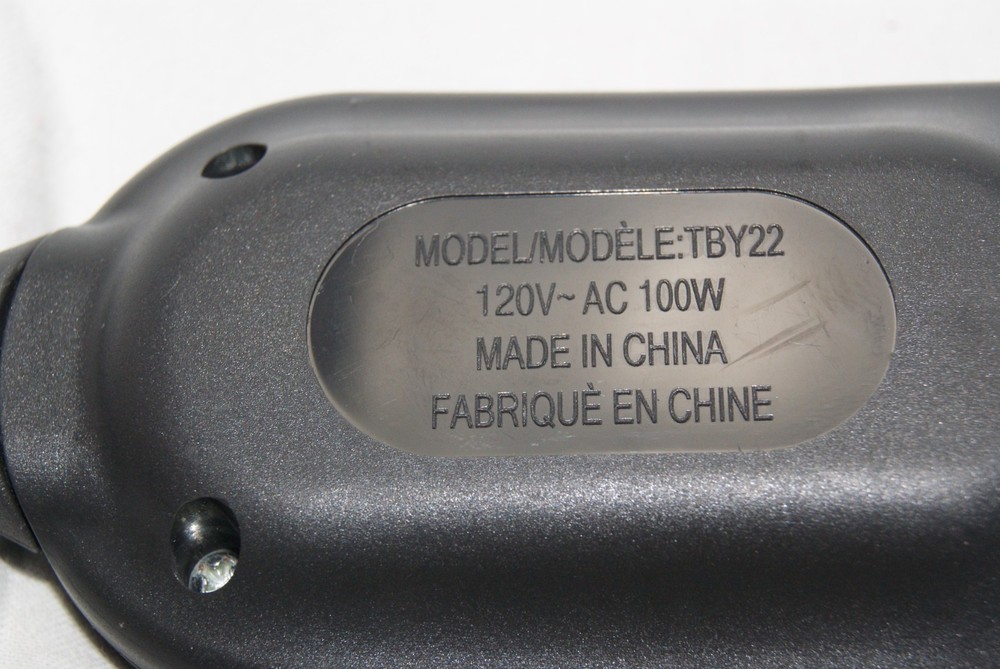 MODEL/MODÈLE:TBY22
120V~ AC 100W
MADE IN CHINA
FABRIQUÈ EN CHINE